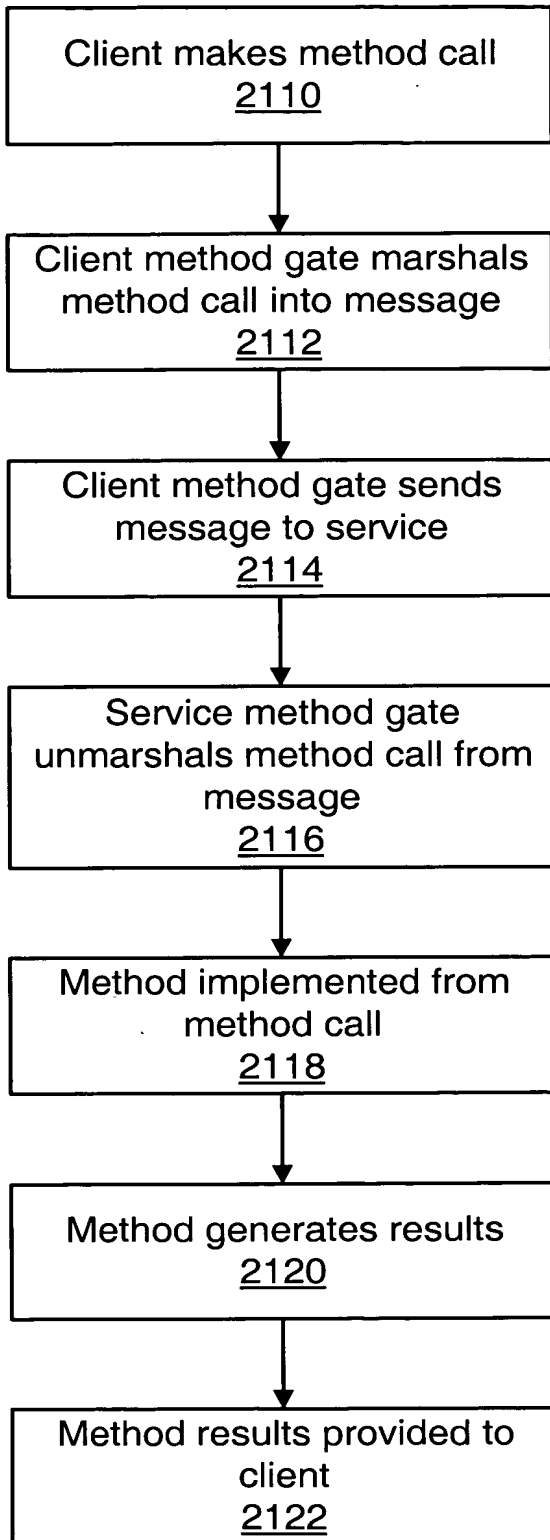 Client makes method call
2110
Client method gate marshals
method call into message
2112
Client method gate sends
message to service
2114
Service method gate
unmarshals method call from
message
2116
Method implemented from
method call
2118
Method generates results
2120
Method results provided to
client
2122